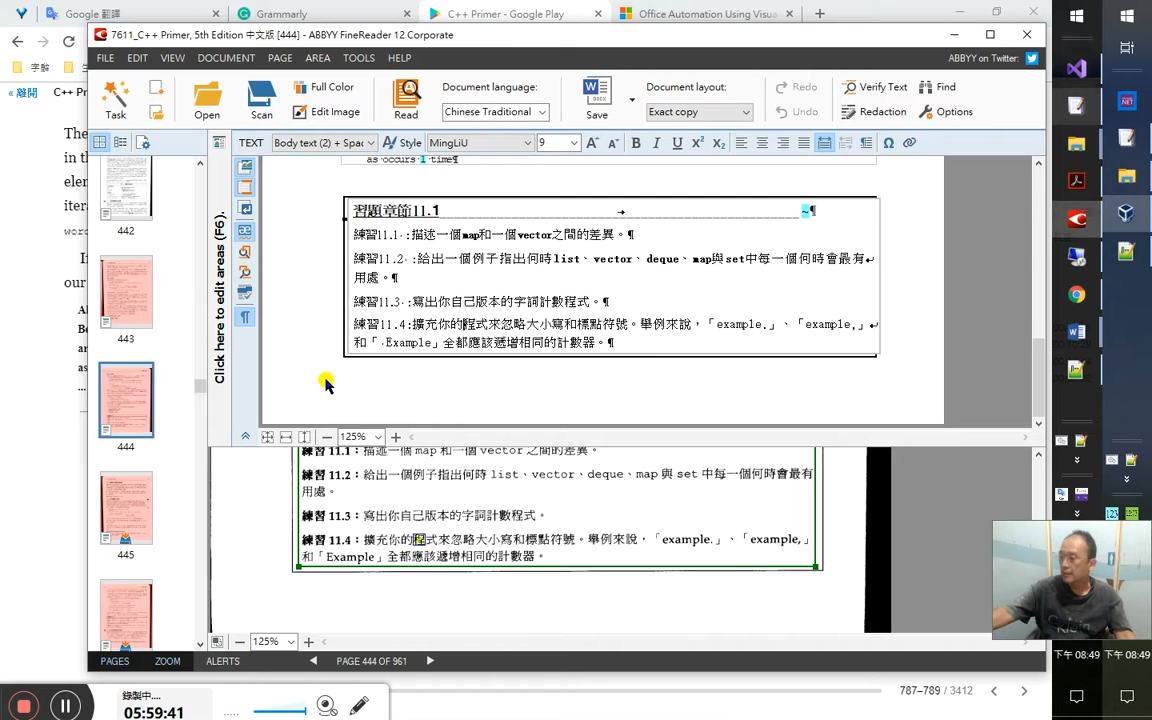 Google 翻譯
Grammarly
C++ Primer - Google Play
Office Automation Using Visua
7611_C++ Primer, 5th Edition 中文版 [444] - ABBYY FineReader 12 Corporate
FILE EDIT VIEW DOCUMENT PAGE AREA TOOLS HELP
ABBYY on Twitter:
字齡
«離開
C++ P
Task
Open
Scan
Full Color
Edit Image
Read
Document language:
Chinese Traditional
Save
Document layout:
Exact copy
Redo
Undo
Verify Text
Find
Redaction
Options
TEXT
Body text (2) + Spac
Style
MingLiU
9
442
443
444
445
Click here to edit areas (F6).
as occurs 1 time¶
習題章節11.1 → ~¶
練習11.1·:描述一個map和一個vector之間的差異。¶
練習11.2·:給出一個例子指出何時list、vector、deque、map與set中每一個何時會最有↵
用處。¶
練習11.3·:寫出你自己版本的字詞計數程式。¶
練習11.4:擴充你的程式來忽略大小寫和標點符號。舉例來說,「example.」、「example,」↵
和「·Example」全都應該遞增相同的計數器。¶
125%
練習 11.1:描述一個 map 和一個 vector 之間的差異。
練習 11.2:給出一個例子指出何時 list、vector、deque、map 與 set 中每一個何時會最有
用處。
練習 11.3:寫出你自己版本的字詞計數程式。
練習 11.4:擴充你的程式來忽略大小寫和標點符號。舉例來說,「example.」、「example,」
和「Example」全都應該遞增相同的計數器。
125%
PAGES ZOOM ALERTS
PAGE 444 OF 961
The
in th
eler
itera
word
our
787–789 / 3412
錄製中....
05:59:41
下午 08:49
下午 08:49